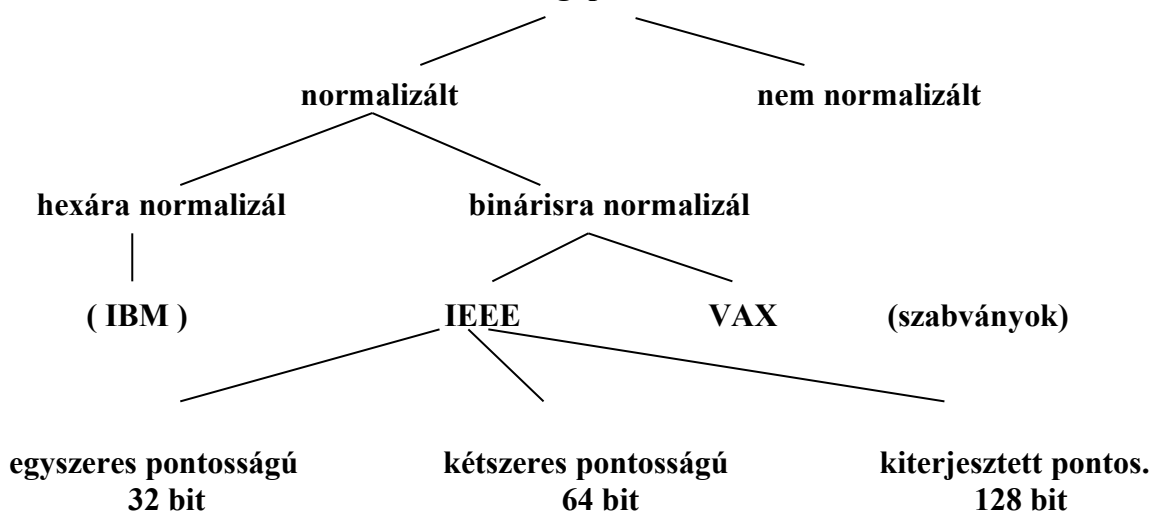 normalizált nem normalizált
hexára normalizál binárisra normalizál
( IBM ) IEEE VAX (szabványok)
egyszeres pontosságú kétszeres pontosságú kiterjesztett pontos.
32 bit 64 bit 128 bit